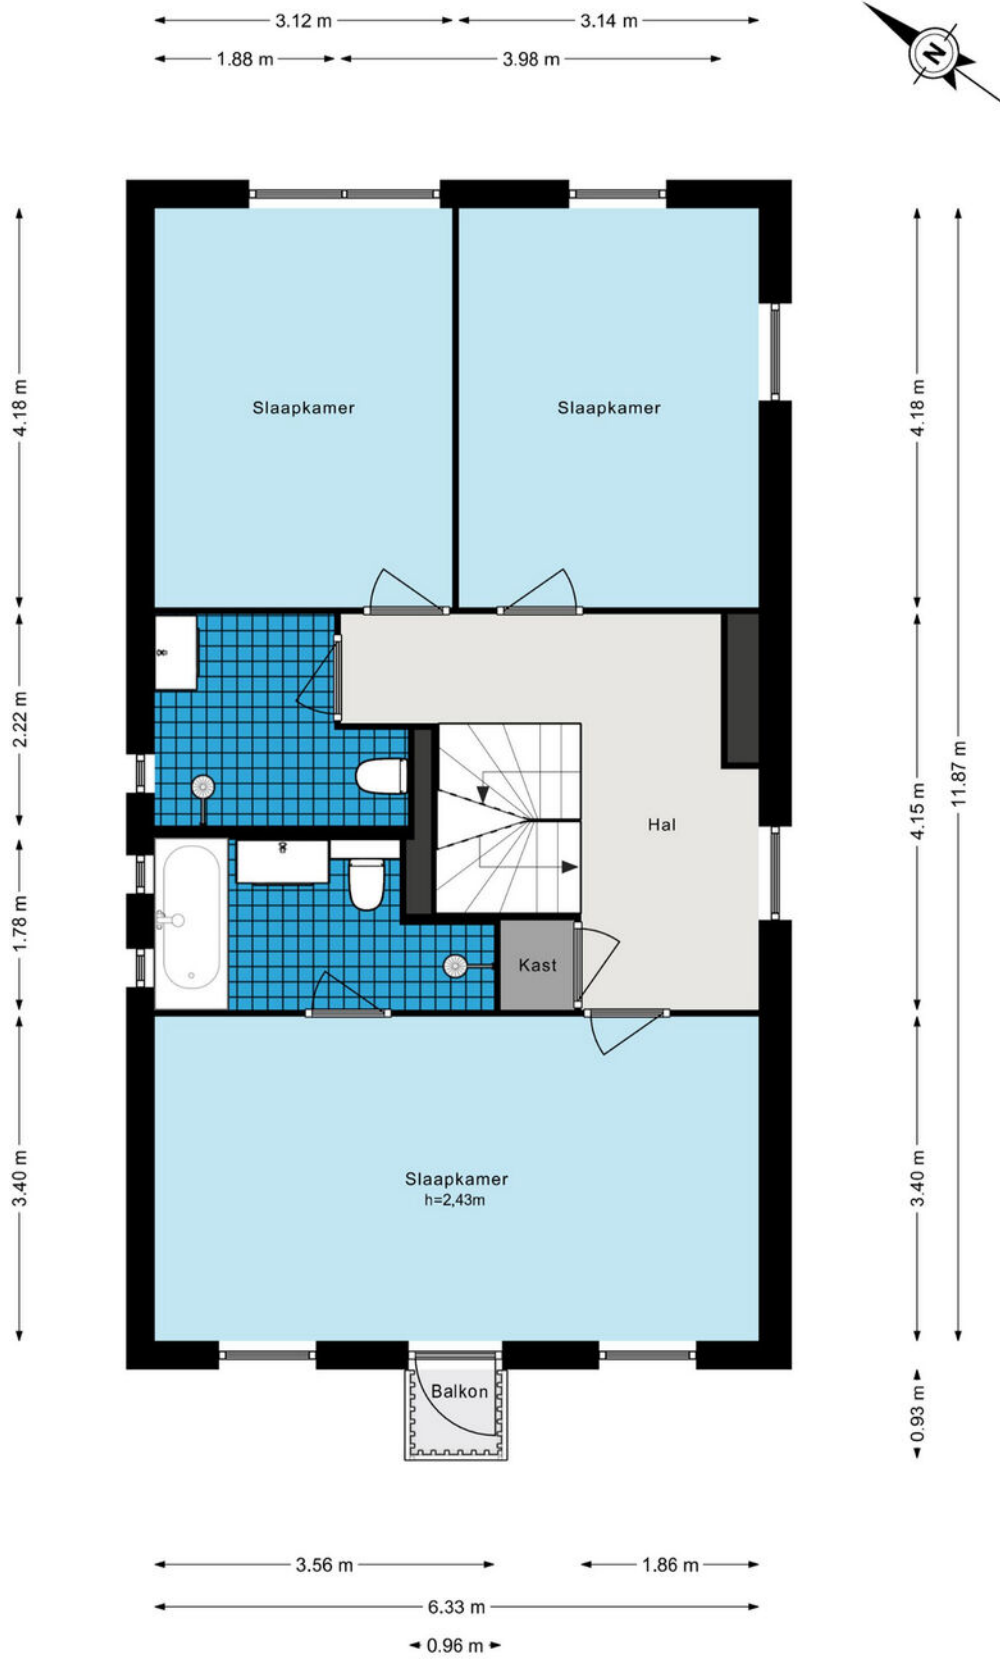 3.12 m
3.14 m
1.88 m
3.98 m
N
4.18 m
4.18 m
Slaapkamer
Slaapkamer
2.22 m
11.87 m
4.15 m
Hal
1.78 m
Kast
3.40 m
3.40 m
Slaapkamer
h=2,43m
Balkon
0.93 m
3.56 m
1.86 m
6.33 m
0.96 m